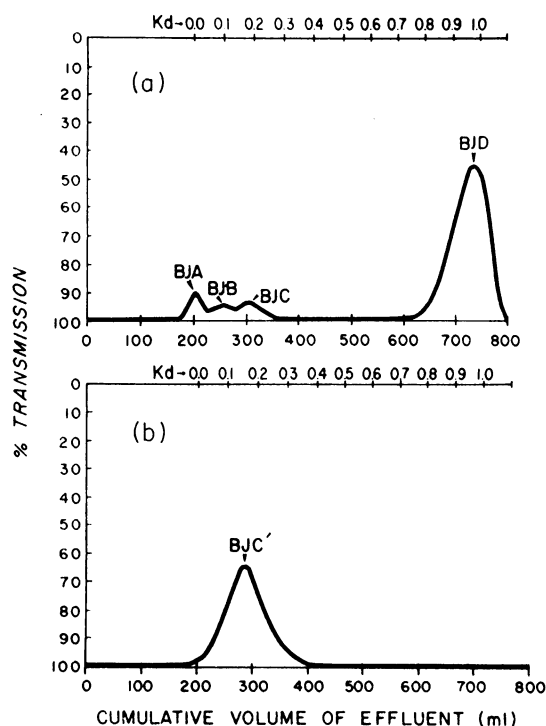 Kd→ 0.0 0.1 0.2 0.3 0.4 0.5 0.6 0.7 0.8 0.9 1.0
0
10
20
30
40
50
60
70
80
90
100
(a)
BJA
BJB
BJC
BJD
0 100 200 300 400 500 600 700 800
Kd→ 0.0 0.1 0.2 0.3 0.4 0.5 0.6 0.7 0.8 0.9 1.0
0
10
20
30
40
50
60
70
80
90
100
(b)
BJC′
0 100 200 300 400 500 600 700 800
% TRANSMISSION
CUMULATIVE VOLUME OF EFFLUENT (ml)